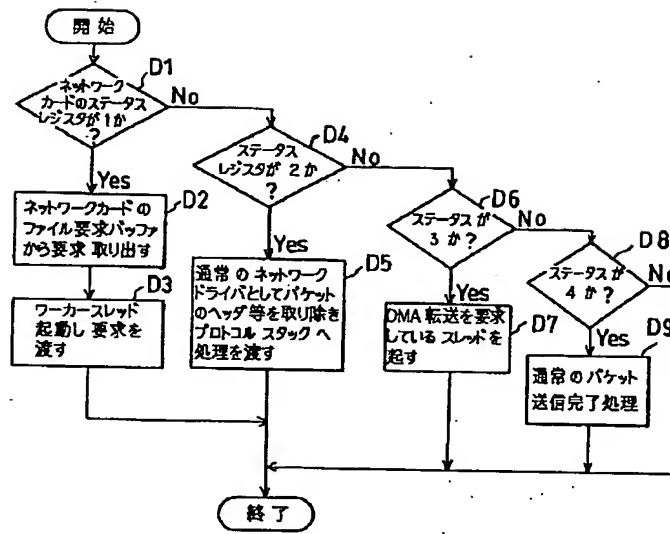 開始
D1
ネットワーク
カードのステータス
レジスタが1か
?
No
Yes
D2
ネットワークカードの
ファイル要求バッファ
から要求取り出す
D3
ワーカースレッド
起動し要求を
渡す
D4
ステータス
レジスタが2か
?
No
Yes
D5
通常のネットワーク
ドライバとしてパケット
のヘッダ等を取り除き
プロトコルスタックへ
処理を渡す
D6
ステータスが
3か?
No
Yes
D7
DMA転送を要求
しているスレッドを
起す
D8
ステータスが
4か?
No
Yes
D9
通常のパケット
送信完了処理
終了